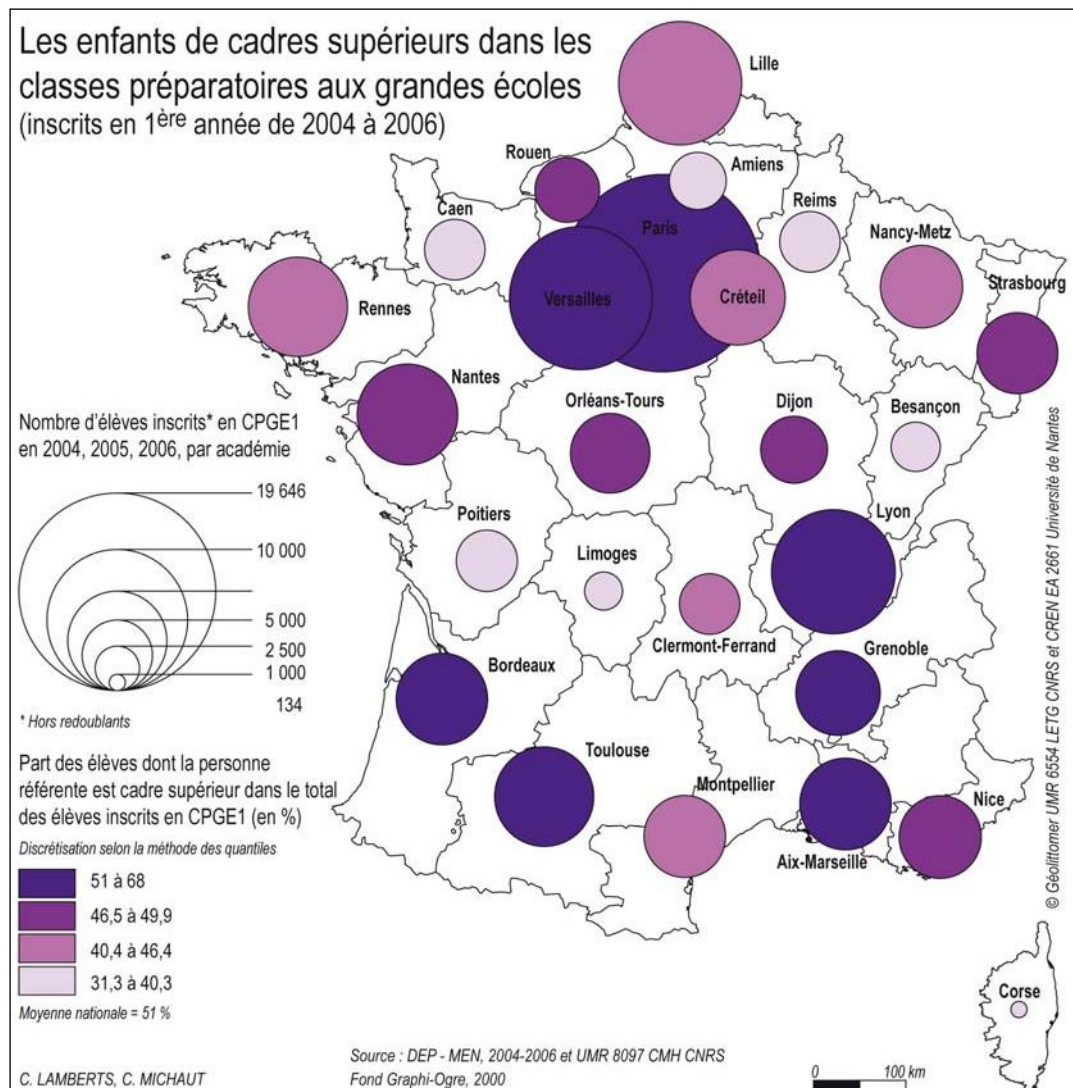 Les enfants de cadres supérieurs dans les
classes préparatoires aux grandes écoles
(inscrits en 1ère année de 2004 à 2006)
Lille
Rouen
Amiens
Caen
Paris
Reims
Nancy-Metz
Strasbourg
Versailles
Créteil
Rennes
Nantes
Orléans-Tours
Dijon
Besançon
Lyon
Poitiers
Limoges
Clermont-Ferrand
Grenoble
Bordeaux
Toulouse
Montpellier
Nice
Aix-Marseille
Corse
Nombre d'élèves inscrits* en CPGE1
en 2004, 2005, 2006, par académie
19 646
10 000
5 000
2 500
1 000
134
* Hors redoublants
Part des élèves dont la personne
référente est cadre supérieur dans le total
des élèves inscrits en CPGE1 (en %)
Discrétisation selon la méthode des quantiles
51 à 68
46,5 à 49,9
40,4 à 46,4
31,3 à 40,3
Moyenne nationale = 51 %
C. LAMBERTS, C. MICHAUT
Source : DEP - MEN, 2004-2006 et UMR 8097 CMH CNRS
Fond Graphi-Ogre, 2000
0 100 km
© Géolittomer UMR 6554 LETG CNRS et CREN EA 2661 Université de Nantes